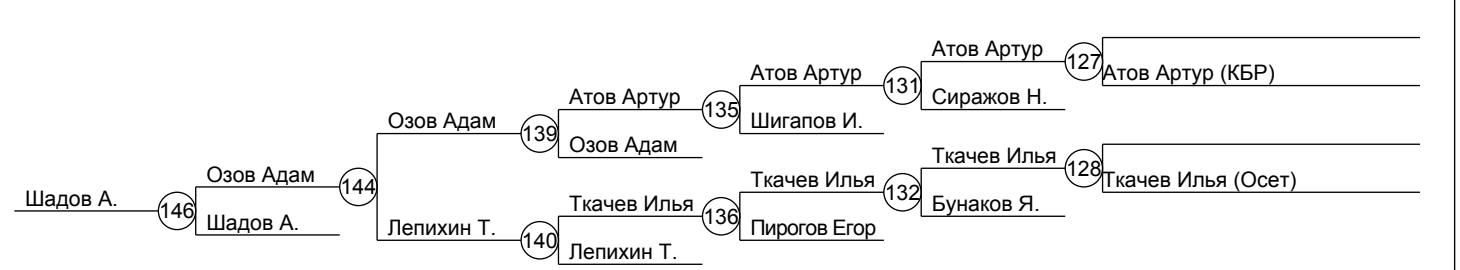 Атов Артур
127
Атов Артур (КБР)
Атов Артур
131
Сиражов Н.
Атов Артур
135
Шигапов И.
Озов Адам
139
Озов Адам
Ткачев Илья
128
Ткачев Илья (Осет)
Озов Адам
144
Ткачев Илья
132
Бунаков Я.
Шадов А.
146
Ткачев Илья
136
Пирогов Егор
Шадов А.
Лепихин Т.
140
Лепихин Т.